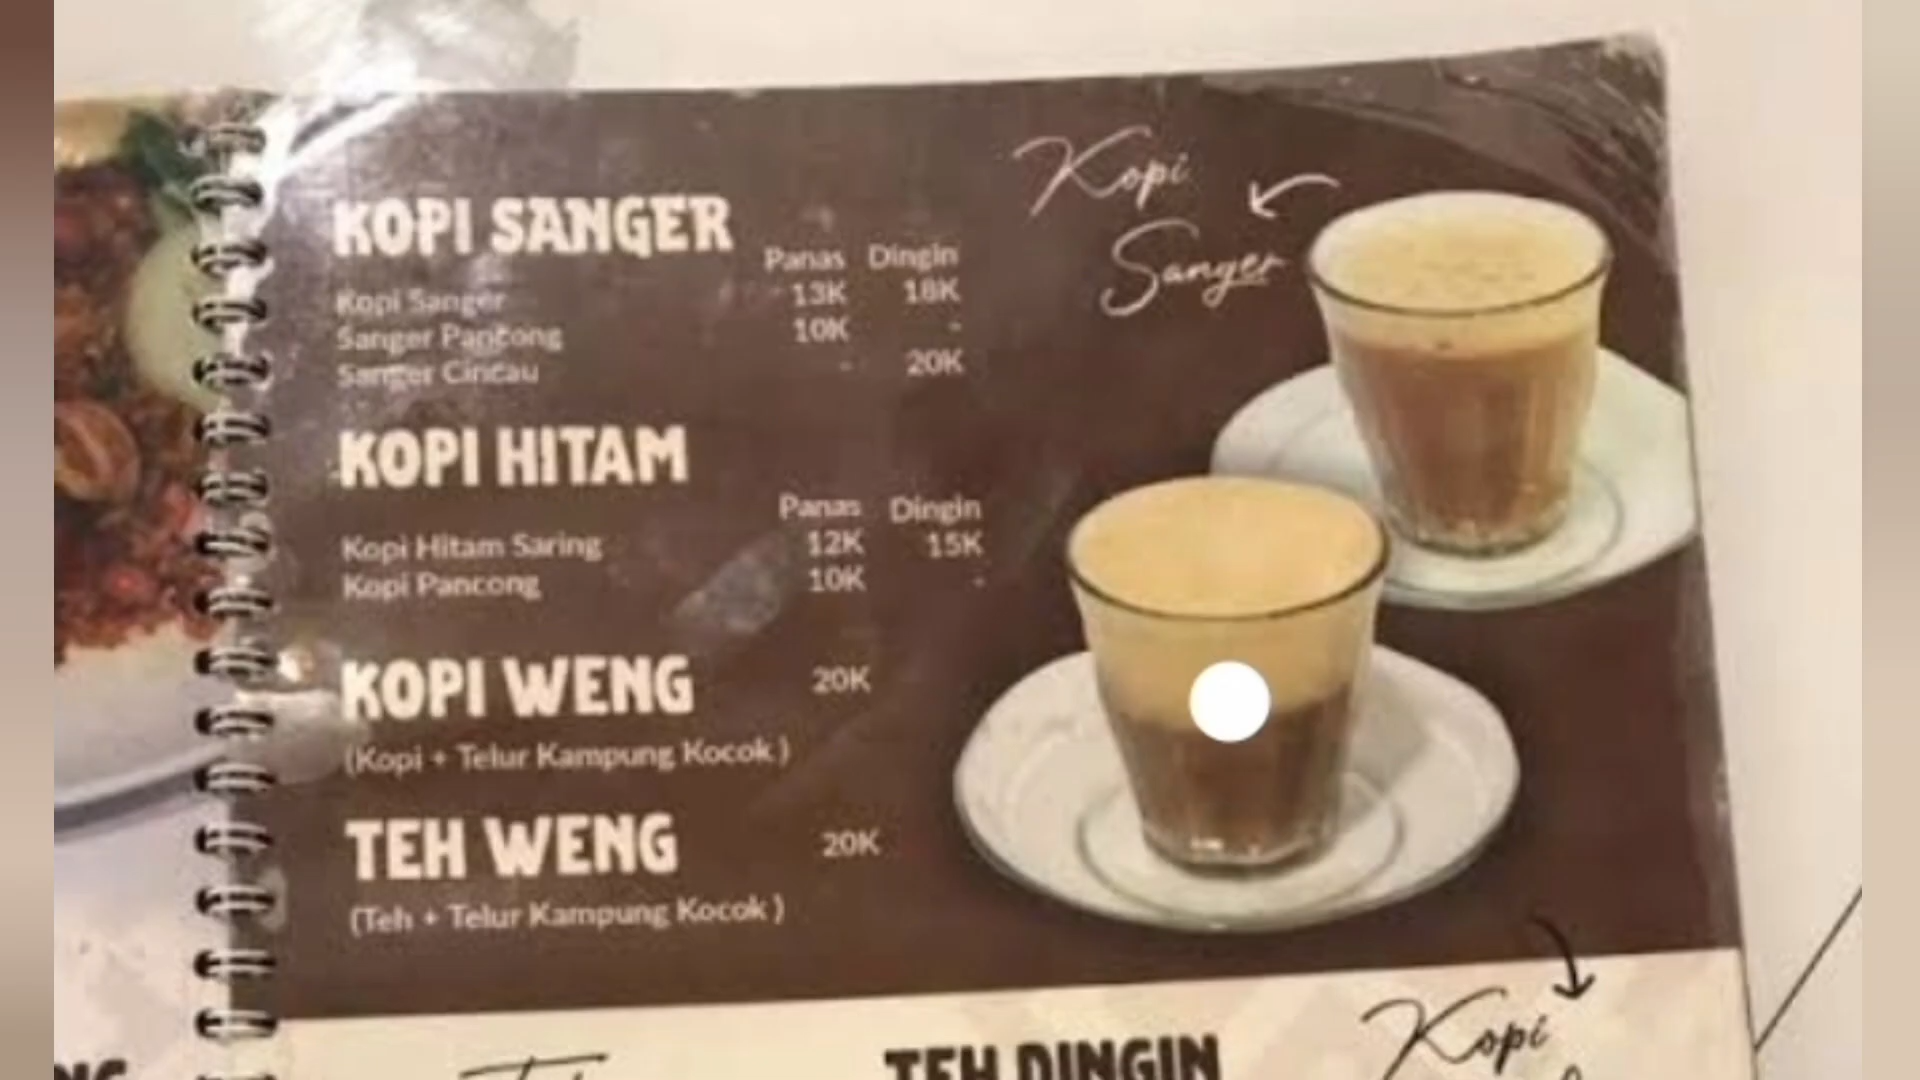 KOPI SANGER
Panas Dingin
Kopi Sanger 13K 18K
Sanger Pancong 10K -
Sanger Cincau - 20K
KOPI HITAM
Panas Dingin
Kopi Hitam Saring 12K 15K
Kopi Pancong 10K -
KOPI WENG 20K
(Kopi + Telur Kampung Kocok)
TEH WENG 20K
(Teh + Telur Kampung Kocok)
Kopi
Sanger
TEH DINGIN
Kopi